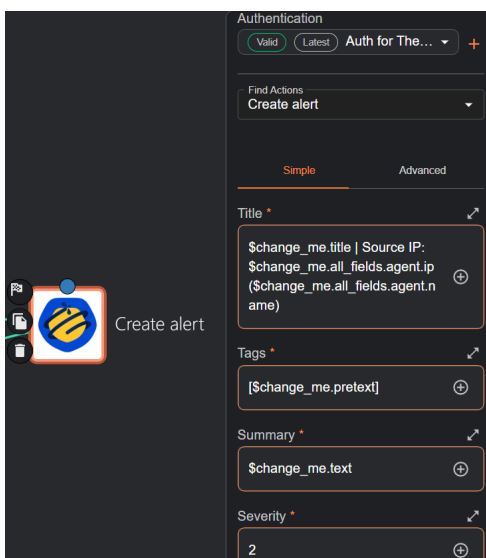 Authentication
Valid Latest Auth for The...
Find Actions
Create alert
Simple Advanced
Title *
$change_me.title | Source IP:
$change_me.all_fields.agent.ip
($change_me.all_fields.agent.n
ame)
Create alert
Tags *
[$change_me.pretext]
Summary *
$change_me.text
Severity *
2